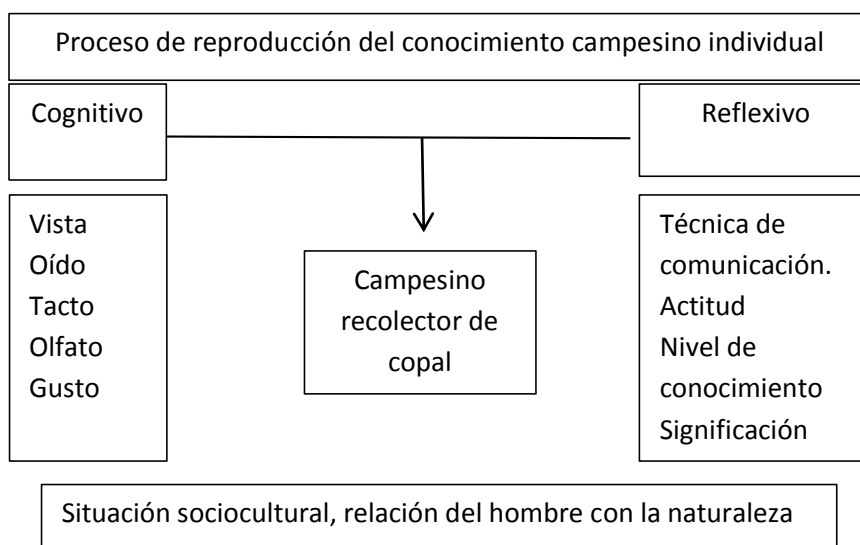 Proceso de reproducción del conocimiento campesino individual
Cognitivo
Reflexivo
Vista
Oído
Tacto
Olfato
Gusto
Campesino
recolector de
copal
Técnica de
comunicación.
Actitud
Nivel de
conocimiento
Significación
Situación sociocultural, relación del hombre con la naturaleza